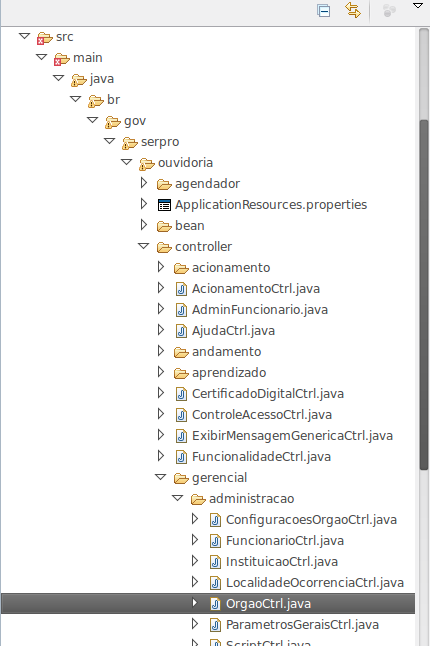 src
main
java
br
gov
serpro
ouvidoria
agendador
ApplicationResources.properties
bean
controller
acionamento
AcionamentoCtrl.java
AdminFuncionario.java
AjudaCtrl.java
andamento
aprendizado
CertificadoDigitalCtrl.java
ControleAcessoCtrl.java
ExibirMensagemGenericaCtrl.java
FuncionalidadeCtrl.java
gerencial
administracao
ConfiguracoesOrgaoCtrl.java
FuncionarioCtrl.java
InstituicaoCtrl.java
LocalidadeOcorrenciaCtrl.java
OrgaoCtrl.java
ParametrosGeraisCtrl.java
ScriptCtrl.java